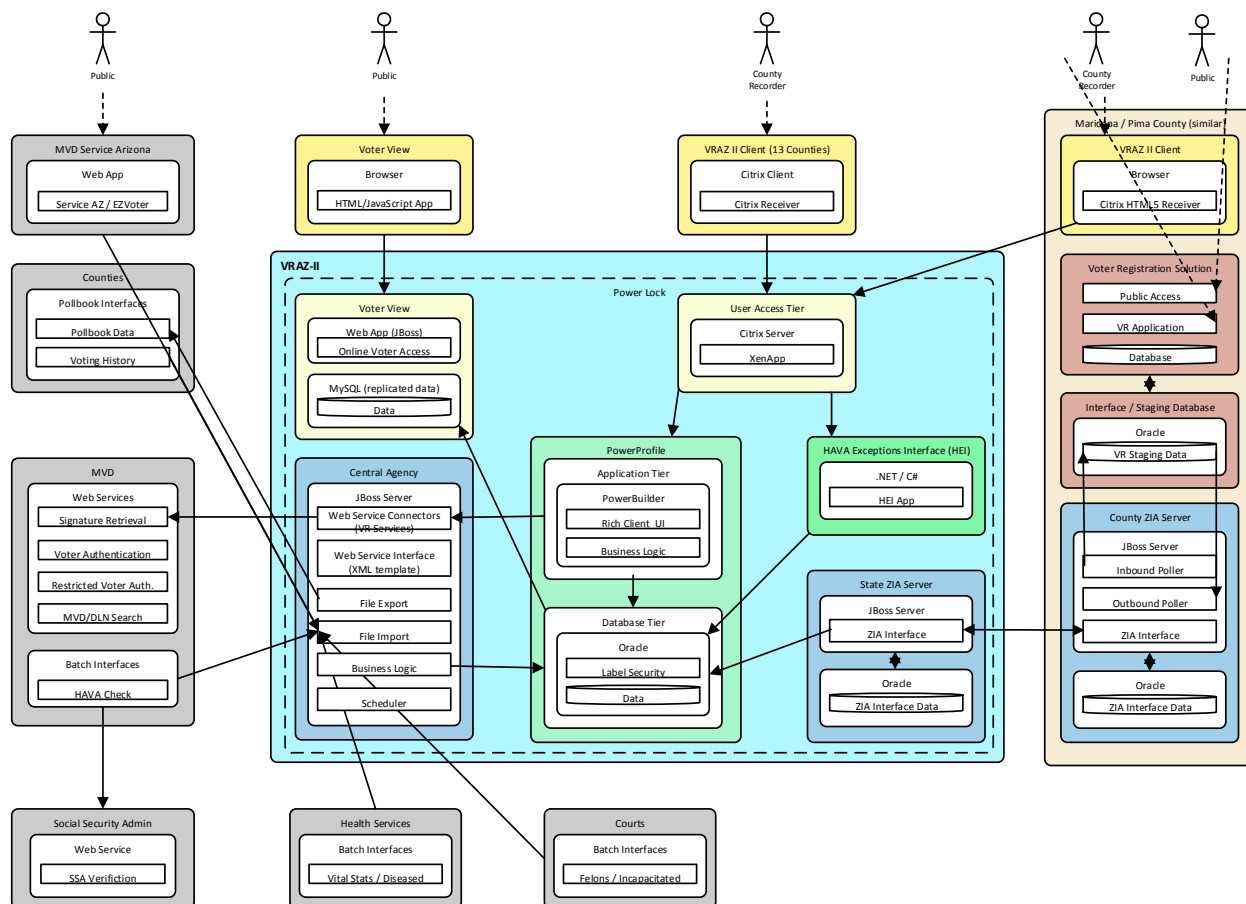 Public
Public
County
Recorder
County
Recorder
Public
MVD Service Arizona
Web App
Service AZ / EZVoter
Voter View
Browser
HTML/JavaScript App
VRAZ II Client (13 Counties)
Citrix Client
Citrix Receiver
Maricopa / Pima County (similar)
VRAZ II Client
Browser
Citrix HTML5 Receiver
Counties
Pollbook Interfaces
Pollbook Data
Voting History
VRAZ-II
Power Lock
Voter View
Web App (JBoss)
Online Voter Access
MySQL (replicated data)
Data
User Access Tier
Citrix Server
XenApp
Voter Registration Solution
Public Access
VR Application
Database
Interface / Staging Database
Oracle
VR Staging Data
MVD
Web Services
Signature Retrieval
Voter Authentication
Restricted Voter Auth.
MVD/DLN Search
Batch Interfaces
HAVA Check
Central Agency
JBoss Server
Web Service Connectors
(VR Services)
Web Service Interface
(XML template)
File Export
File Import
Business Logic
Scheduler
PowerProfile
Application Tier
PowerBuilder
Rich Client UI
Business Logic
Database Tier
Oracle
Label Security
Data
HAVA Exceptions Interface (HEI)
.NET / C#
HEI App
State ZIA Server
JBoss Server
ZIA Interface
Oracle
ZIA Interface Data
County ZIA Server
JBoss Server
Inbound Poller
Outbound Poller
ZIA Interface
Oracle
ZIA Interface Data
Social Security Admin
Web Service
SSA Verifiction
Health Services
Batch Interfaces
Vital Stats / Diseased
Courts
Batch Interfaces
Felons / Incapacitated